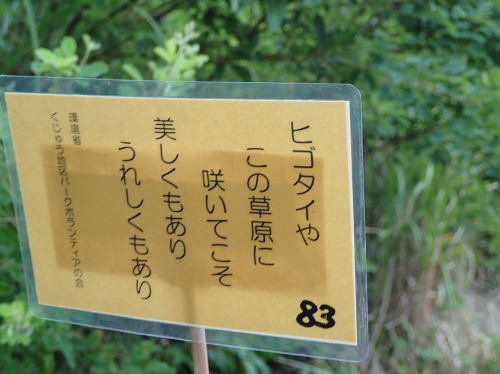 ヒゴタイや
この草原に
咲いてこそ
美しくもあり
うれしくもあり
環境省
くじゅう地区パークボランティアの会
83